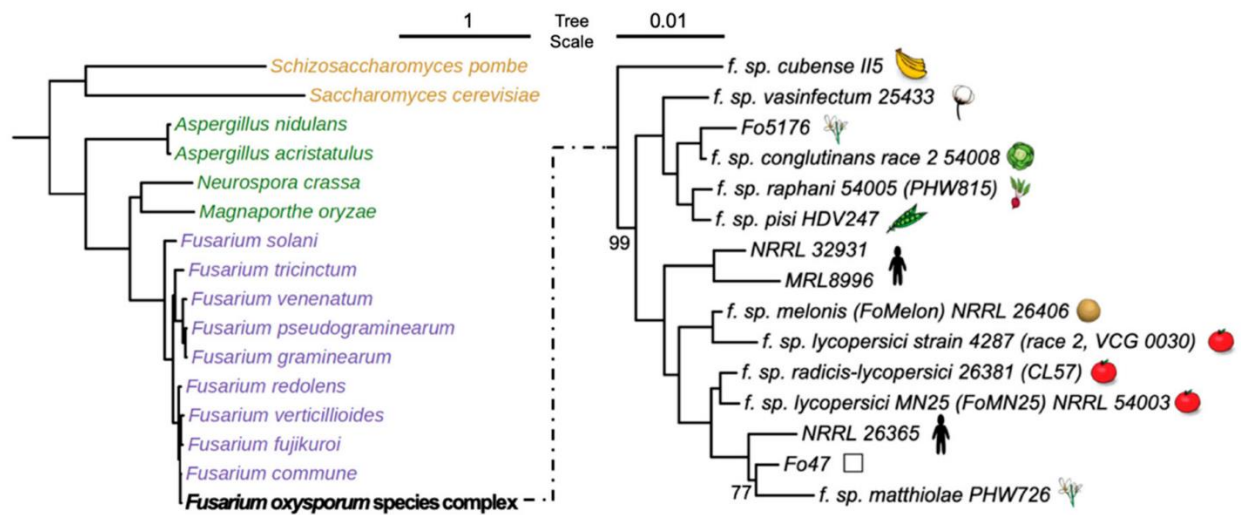 1
Tree
Scale
0.01
Schizosaccharomyces pombe
Saccharomyces cerevisiae
Aspergillus nidulans
Aspergillus acristatulus
Neurospora crassa
Magnaporthe oryzae
Fusarium solani
Fusarium tricinctum
Fusarium venenatum
Fusarium pseudograminearum
Fusarium graminearum
Fusarium redolens
Fusarium verticillioides
Fusarium fujikuroi
Fusarium commune
Fusarium oxysporum species complex
f. sp. cubense II5
f. sp. vasinfectum 25433
Fo5176
f. sp. conglutinans race 2 54008
f. sp. raphani 54005 (PHW815)
f. sp. pisi HDV247
99
NRRL 32931
MRL8996
f. sp. melonis (FoMelon) NRRL 26406
f. sp. lycopersici strain 4287 (race 2, VCG 0030)
f. sp. radicis-lycopersici 26381 (CL57)
f. sp. lycopersici MN25 (FoMN25) NRRL 54003
NRRL 26365
Fo47
77
f. sp. matthiolae PHW726